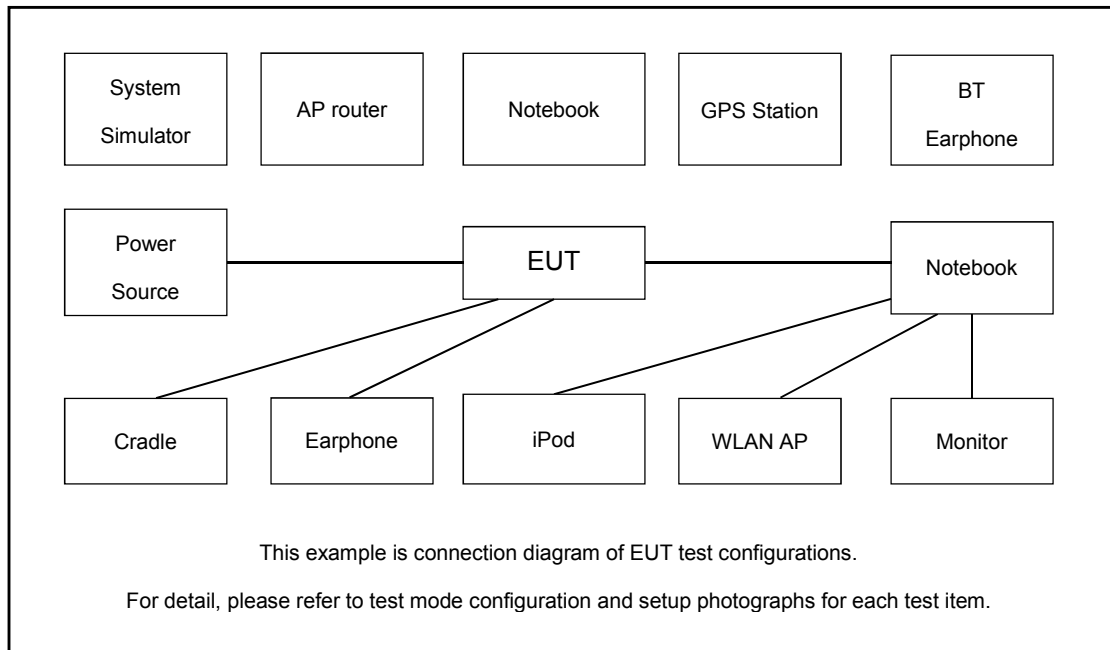 System
Simulator
AP router
Notebook
GPS Station
BT
Earphone
Power
Source
EUT
Notebook
Cradle
Earphone
iPod
WLAN AP
Monitor
This example is connection diagram of EUT test configurations.
For detail, please refer to test mode configuration and setup photographs for each test item.